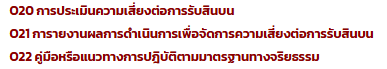 O20 การประเมินความเสี่ยงต่อการรับสินบน
O21 การายงานผลการดำเนินการเพื่อจัดการความเสี่ยงต่อการรับสินบน
O22 คู่มือหรือแนวทางการปฎิบัติตามมาตรฐานทางจริยธรรม